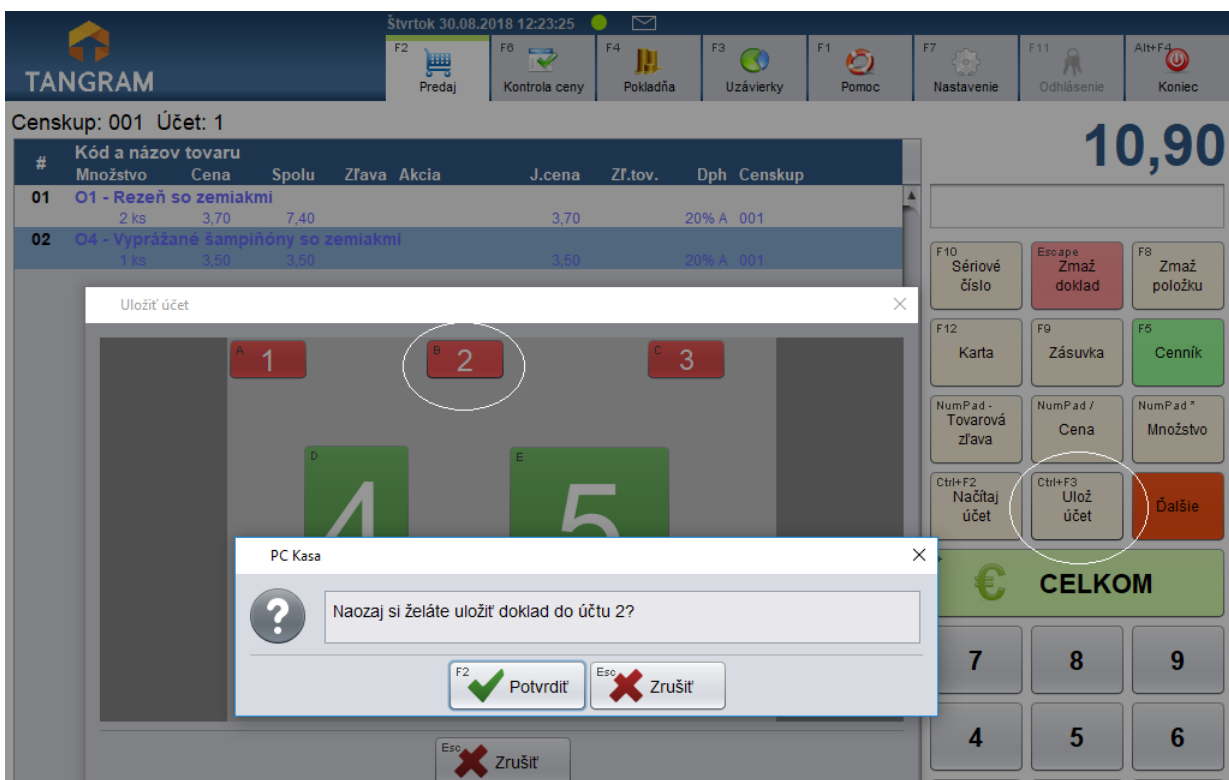 Štvrtok 30.08.2018 12:23:25
TANGRAM
F2 Predaj
F6 Kontrola ceny
F4 Pokladňa
F3 Uzávierky
F1 Pomoc
F7 Nastavenie
F11 Odhlásenie
Alt+F4 Koniec
Censkup: 001 Účet: 1
10,90
# Kód a názov tovaru
Množstvo Cena Spolu Zľava Akcia J.cena Zľ.tov. Dph Censkup
01 O1 - Rezeň so zemiakmi
2 ks 3,70 7,40 3,70 20% A 001
02 O4 - Vyprážané šampiňóny so zemiakmi
1 ks 3,50 3,50 3,50 20% A 001
Uložiť účet
A 1
B 2
C 3
D 4
E 5
PC Kasa
Naozaj si želáte uložiť doklad do účtu 2?
F2 Potvrdiť
Esc Zrušiť
Esc Zrušiť
F10 Sériové číslo
Escape Zmaž doklad
F8 Zmaž položku
F12 Karta
F9 Zásuvka
F5 Cenník
NumPad - Tovarová zľava
NumPad / Cena
NumPad * Množstvo
Ctrl+F2 Načítaj účet
Ctrl+F3 Ulož účet
Ďalšie
+ € CELKOM
7 8 9
4 5 6